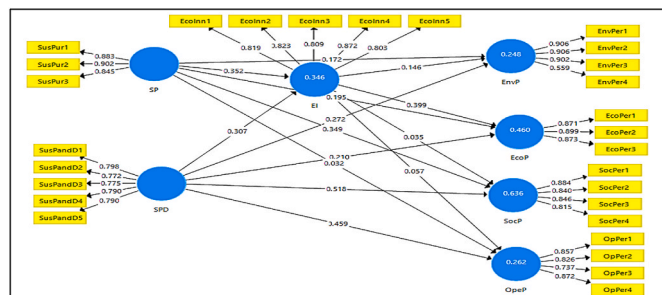 EcoInn1 EcoInn2 EcoInn3 EcoInn4 EcoInn5
0.819 0.823 0.809 0.872 0.803
SusPur1
SusPur2
SusPur3
0.883
0.902
0.845
SP
0.346
EI
0.172
0.352
0.195
0.146
0.272
0.349
0.399
0.307
0.035
0.210
0.032
0.057
0.518
0.459
SusPandD1
SusPandD2
SusPandD3
SusPandD4
SusPandD5
0.798
0.772
0.775
0.790
0.790
SPD
0.248
EnvP
0.906
0.906
0.902
0.559
EnvPer1
EnvPer2
EnvPer3
EnvPer4
0.460
EcoP
0.871
0.899
0.873
EcoPer1
EcoPer2
EcoPer3
0.636
SocP
0.884
0.840
0.846
0.815
SocPer1
SocPer2
SocPer3
SocPer4
0.262
OpeP
0.857
0.826
0.737
0.872
OpPer1
OpPer2
OpPer3
OpPer4